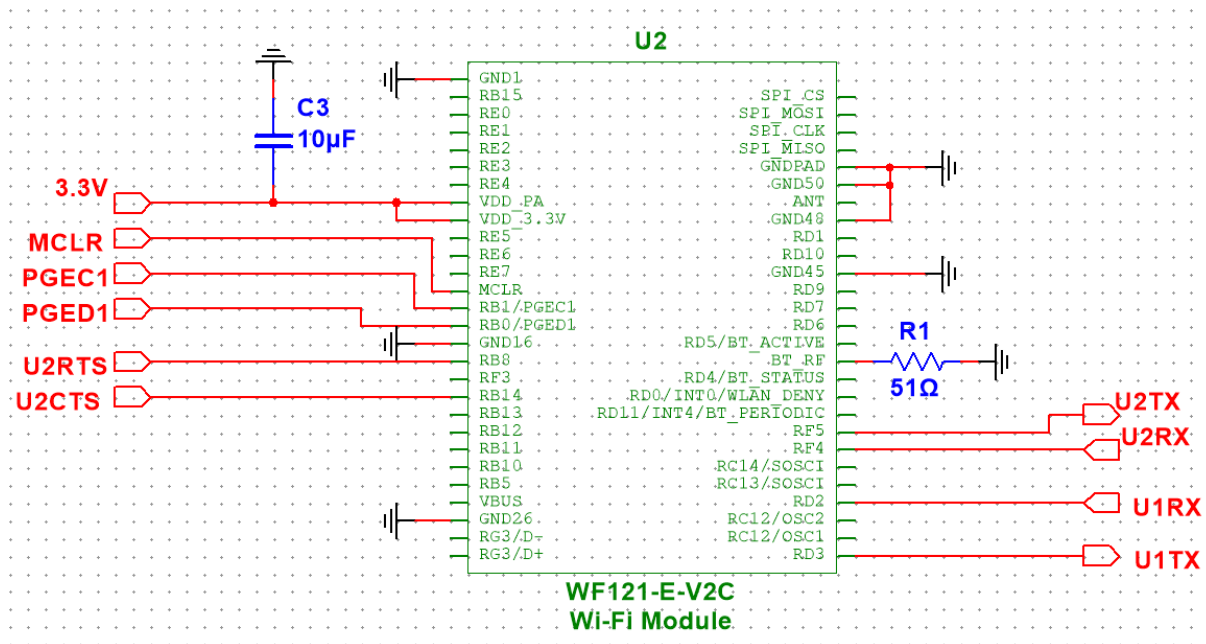 U2
C3
10µF
3.3V
MCLR
PGEC1
PGED1
U2RTS
U2CTS
GND1
RB15
RE0
RE1
RE2
RE3
RE4
VDD_PA
VDD_3.3V
RE5
RE6
RE7
MCLR
RB1/PGEC1
RB0/PGED1
GND16
RB8
RF3
RB14
RB13
RB12
RB11
RB10
RB5
VBUS
GND26
RG3/D-
RG3/D+
SPI_CS
SPI_MOSI
SPI_CLK
SPI_MISO
GNDPAD
GND50
ANT
GND48
RD1
RD10
GND45
RD9
RD7
RD6
RD5/BT_ACTIVE
BT_RF
RD4/BT_STATUS
RD0/INT0/WLAN_DENY
RD11/INT4/BT_PERIODIC
RF5
RF4
RC14/SOSCI
RC13/SOSCI
RD2
RC12/OSC2
RC12/OSC1
RD3
R1
51Ω
U2TX
U2RX
U1RX
U1TX
WF121-E-V2C
Wi-Fi Module